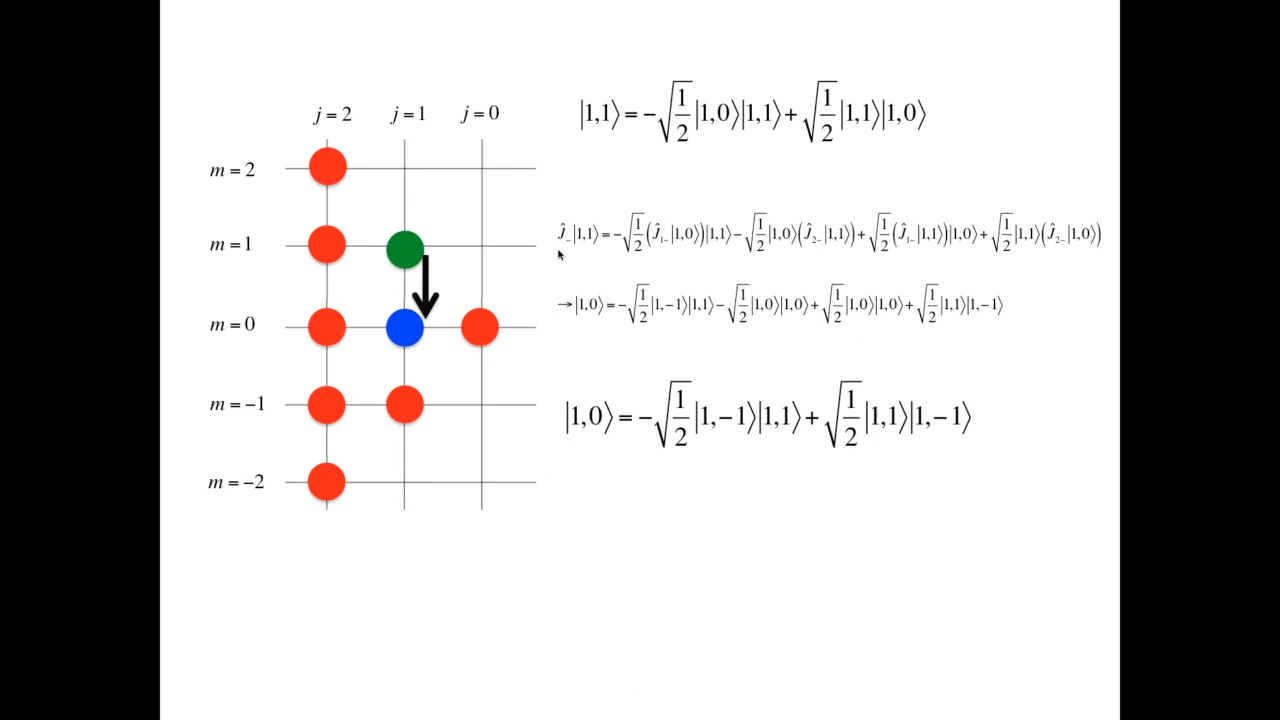 j = 2 j = 1 j = 0
m = 2
m = 1
m = 0
m = −1
m = −2
|1,1⟩ = −√(1/2)|1,0⟩|1,1⟩ + √(1/2)|1,1⟩|1,0⟩
Ĵ₋|1,1⟩ = −√(1/2)(Ĵ₁₋|1,0⟩)|1,1⟩ − √(1/2)|1,0⟩(Ĵ₂₋|1,1⟩) + √(1/2)(Ĵ₁₋|1,1⟩)|1,0⟩ + √(1/2)|1,1⟩(Ĵ₂₋|1,0⟩)
→|1,0⟩ = −√(1/2)|1,−1⟩|1,1⟩ − √(1/2)|1,0⟩|1,0⟩ + √(1/2)|1,0⟩|1,0⟩ + √(1/2)|1,1⟩|1,−1⟩
|1,0⟩ = −√(1/2)|1,−1⟩|1,1⟩ + √(1/2)|1,1⟩|1,−1⟩